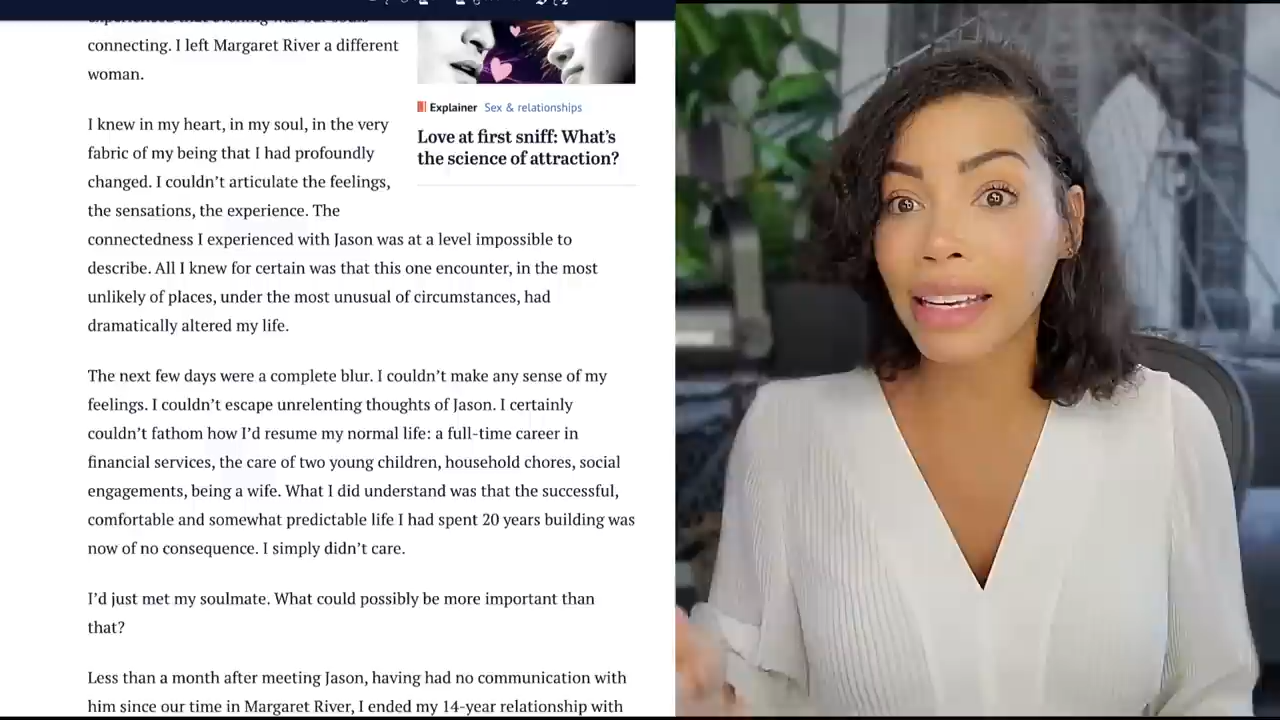 connecting. I left Margaret River a different
woman.
I knew in my heart, in my soul, in the very
fabric of my being that I had profoundly
changed. I couldn’t articulate the feelings,
the sensations, the experience. The
connectedness I experienced with Jason was at a level impossible to
describe. All I knew for certain was that this one encounter, in the most
unlikely of places, under the most unusual of circumstances, had
dramatically altered my life.
The next few days were a complete blur. I couldn’t make any sense of my
feelings. I couldn’t escape unrelenting thoughts of Jason. I certainly
couldn’t fathom how I’d resume my normal life: a full-time career in
financial services, the care of two young children, household chores, social
engagements, being a wife. What I did understand was that the successful,
comfortable and somewhat predictable life I had spent 20 years building was
now of no consequence. I simply didn’t care.
I’d just met my soulmate. What could possibly be more important than
that?
Less than a month after meeting Jason, having had no communication with
him since our time in Margaret River, I ended my 14-year relationship with
Explainer Sex & relationships
Love at first sniff: What’s
the science of attraction?